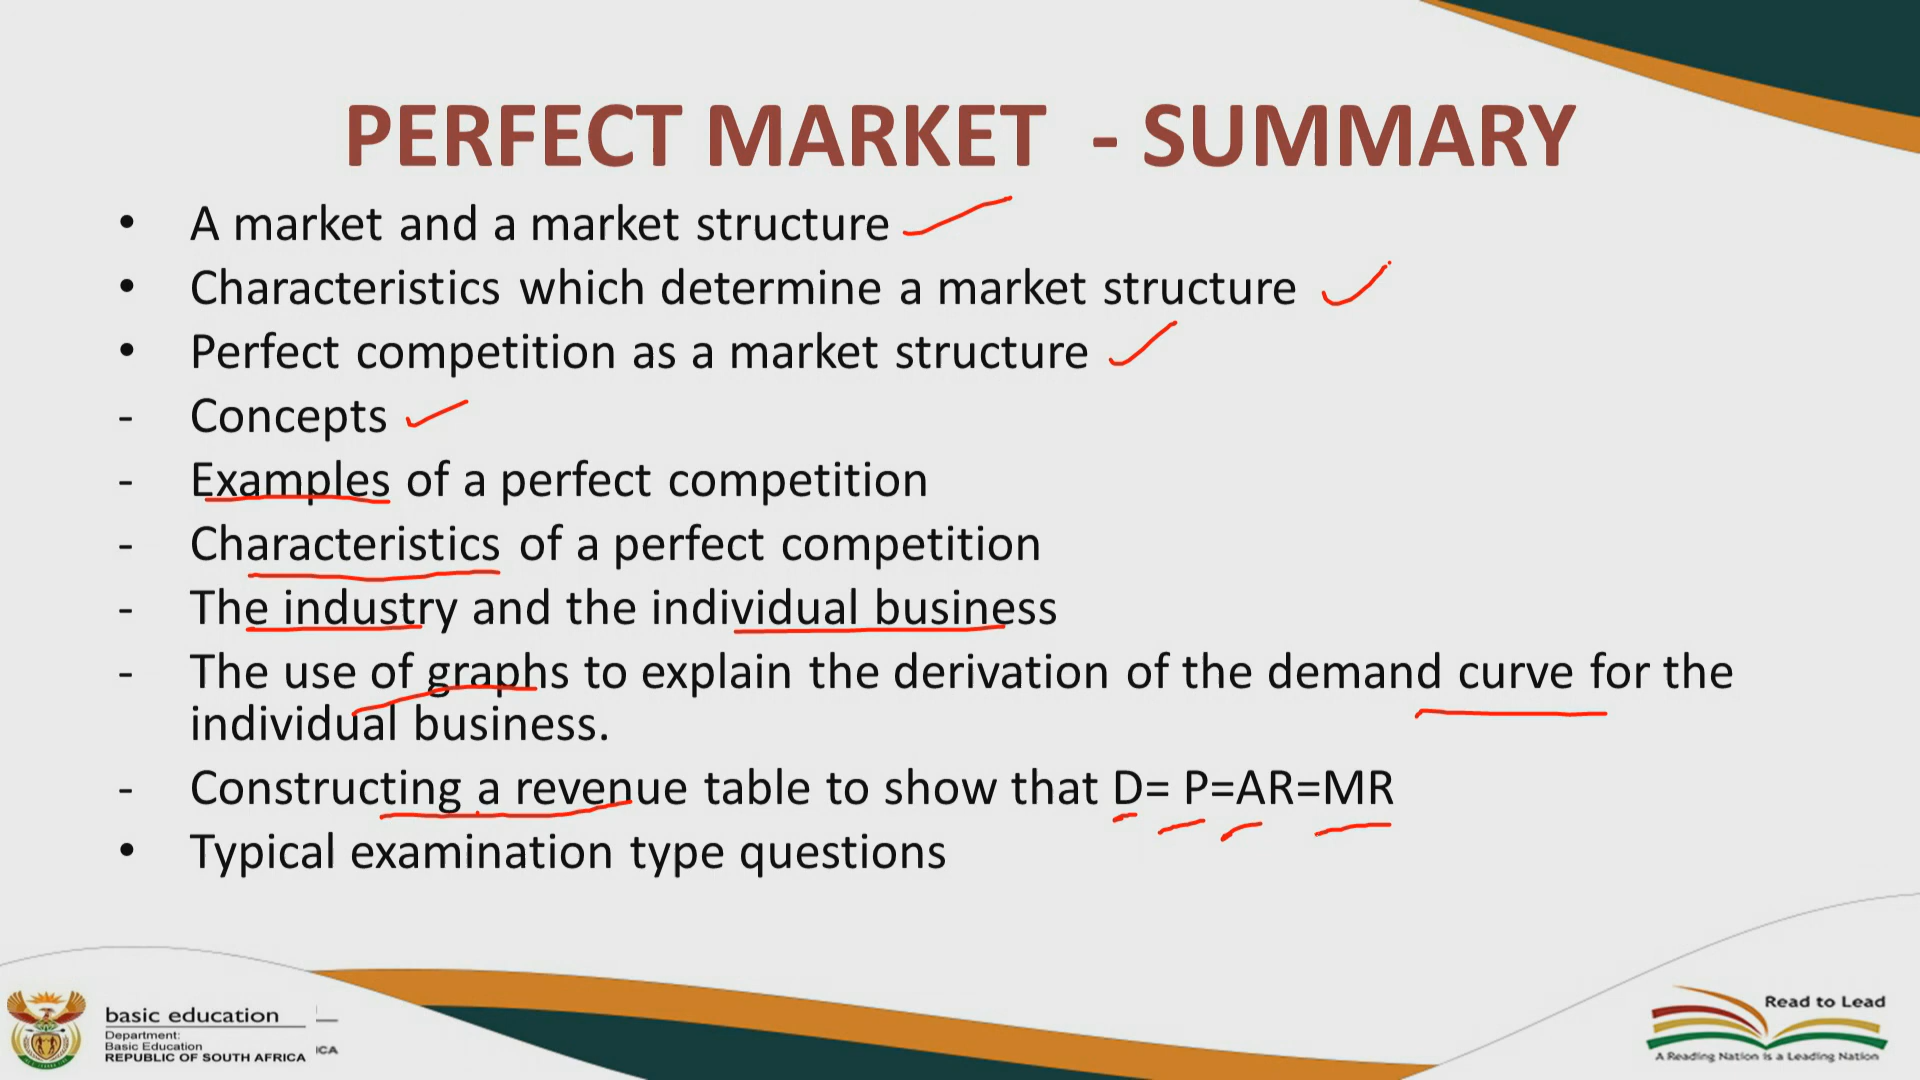 PERFECT MARKET - SUMMARY
• A market and a market structure
• Characteristics which determine a market structure
• Perfect competition as a market structure
- Concepts
- Examples of a perfect competition
- Characteristics of a perfect competition
- The industry and the individual business
- The use of graphs to explain the derivation of the demand curve for the
individual business.
- Constructing a revenue table to show that D= P=AR=MR
• Typical examination type questions
basic education
Department:
Basic Education
REPUBLIC OF SOUTH AFRICA
ICA
Read to Lead
A Reading Nation is a Leading Nation